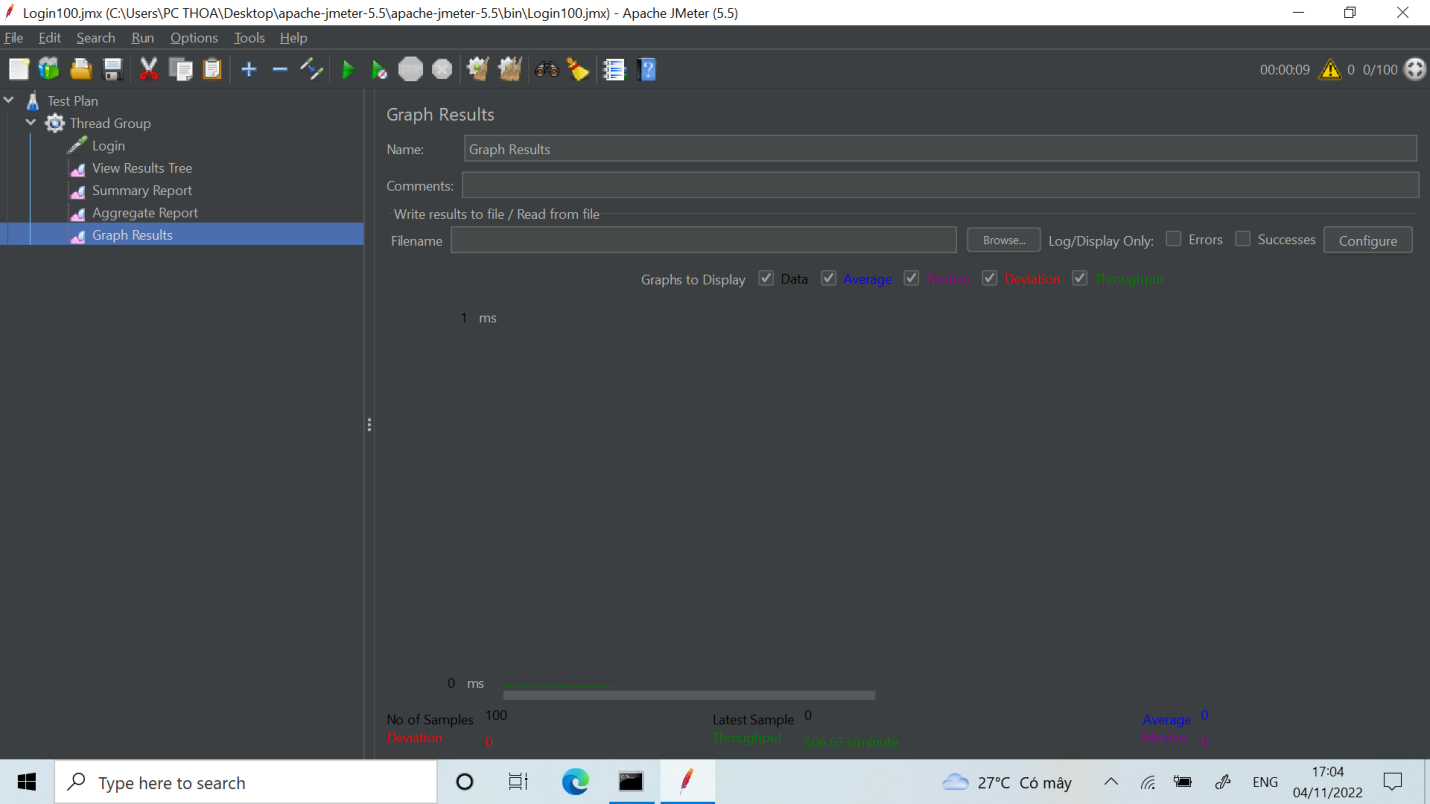 Login100.jmx (C:\Users\PC THOA\Desktop\apache-jmeter-5.5\apache-jmeter-5.5\bin\Login100.jmx) - Apache JMeter (5.5)
File Edit Search Run Options Tools Help
STOP 00:00:09 0 0/100
Test Plan
Thread Group
Login
View Results Tree
Summary Report
Aggregate Report
Graph Results
Graph Results
Name: Graph Results
Comments:
Write results to file / Read from file
Filename Browse... Log/Display Only: Errors Successes Configure
Graphs to Display Data Average Median Deviation Throughput
1 ms
0 ms
No of Samples 100 Latest Sample 0 Average 0
Deviation 0 Throughput 606,673/minute Median 0
Type here to search
27°C Có mây ENG 17:04
04/11/2022